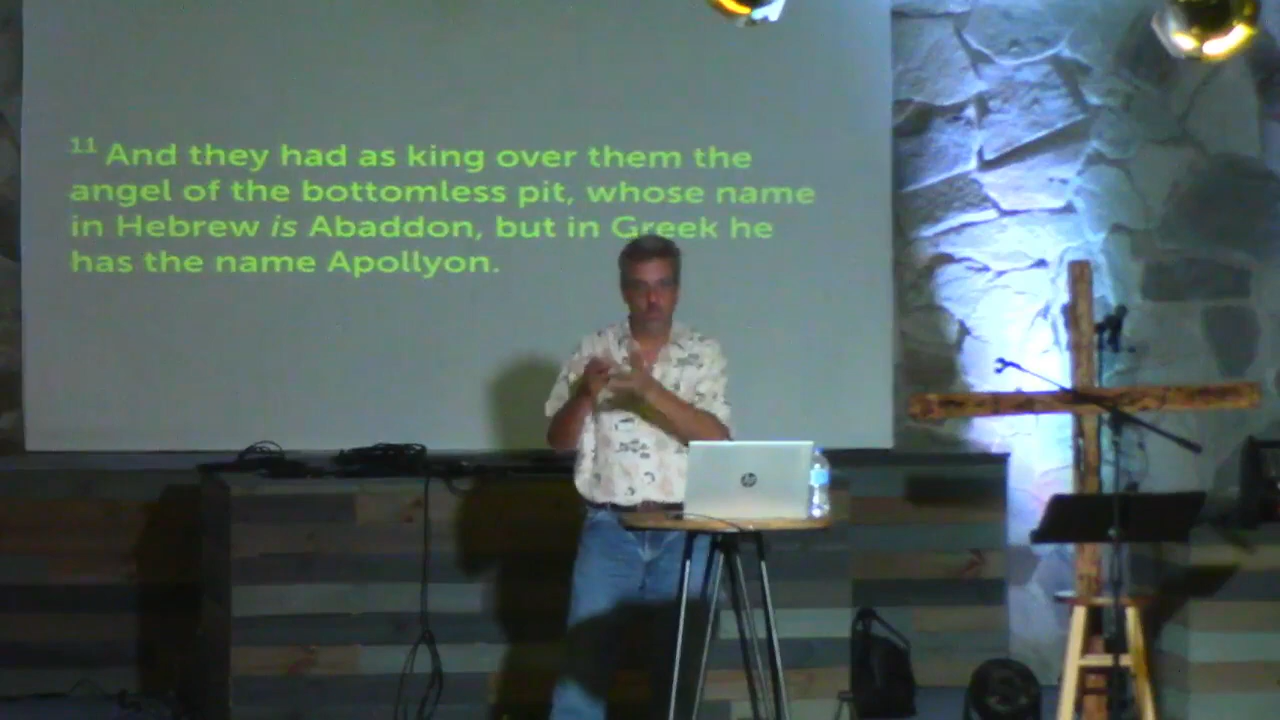 11 And they had as king over them the
angel of the bottomless pit, whose name
in Hebrew is Abaddon, but in Greek he
has the name Apollyon.
hp